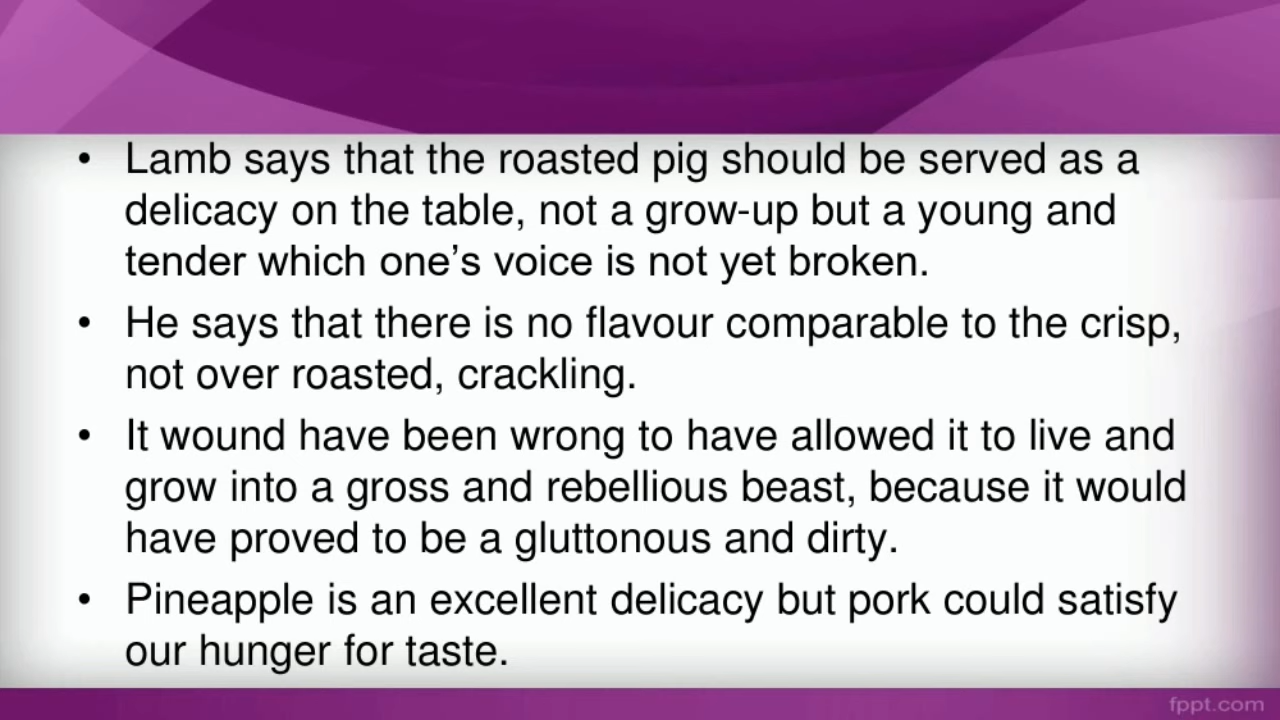 • Lamb says that the roasted pig should be served as a
delicacy on the table, not a grow-up but a young and
tender which one’s voice is not yet broken.
• He says that there is no flavour comparable to the crisp,
not over roasted, crackling.
• It wound have been wrong to have allowed it to live and
grow into a gross and rebellious beast, because it would
have proved to be a gluttonous and dirty.
• Pineapple is an excellent delicacy but pork could satisfy
our hunger for taste.
fppt.com